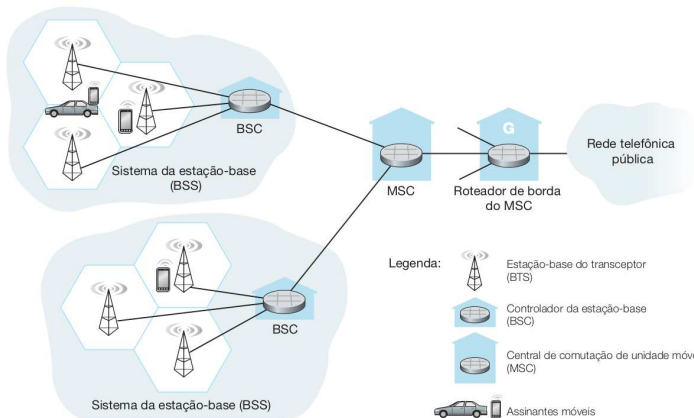 BSC
Sistema da estação-base
(BSS)
G
MSC
Roteador de borda
do MSC
Rede telefônica
pública
BSC
Sistema da estação-base (BSS)
Legenda:
Estação-base do transceptor
(BTS)
Controlador da estação-base
(BSC)
Central de comutação de unidade móve
(MSC)
Assinantes móveis